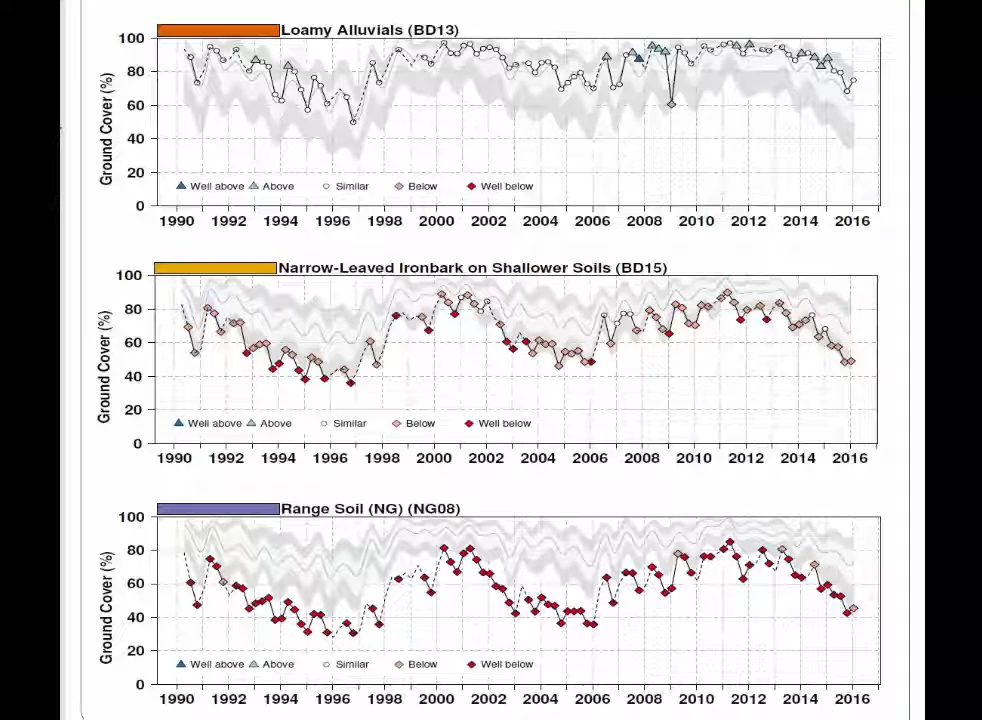 Loamy Alluvials (BD13)
Ground Cover (%)
100
80
60
40
20
0
Well above Above Similar Below Well below
1990 1992 1994 1996 1998 2000 2002 2004 2006 2008 2010 2012 2014 2016
Narrow-Leaved Ironbark on Shallower Soils (BD15)
Ground Cover (%)
100
80
60
40
20
0
Well above Above Similar Below Well below
1990 1992 1994 1996 1998 2000 2002 2004 2006 2008 2010 2012 2014 2016
Range Soil (NG) (NG08)
Ground Cover (%)
100
80
60
40
20
0
Well above Above Similar Below Well below
1990 1992 1994 1996 1998 2000 2002 2004 2006 2008 2010 2012 2014 2016